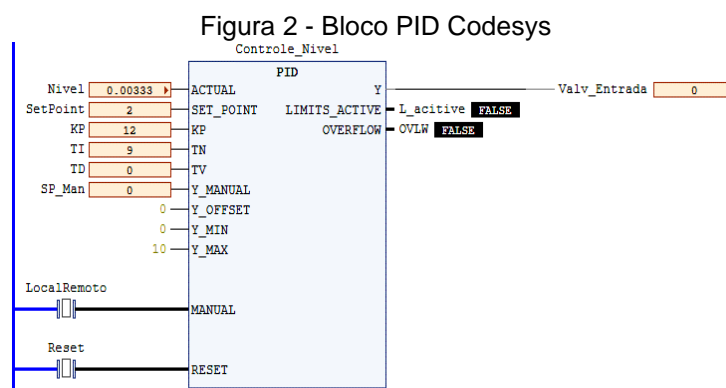 Figura 2 - Bloco PID Codesys
Controle_Nivel
PID
Nivel 0.00333 ACTUAL Y Valv_Entrada 0
SetPoint 2 SET_POINT LIMITS_ACTIVE L_acitive FALSE
KP 12 KP OVERFLOW OVLW FALSE
TI 9 TN
TD 0 TV
SP_Man 0 Y_MANUAL
0 Y_OFFSET
0 Y_MIN
10 Y_MAX
LocalRemoto
MANUAL
Reset
RESET